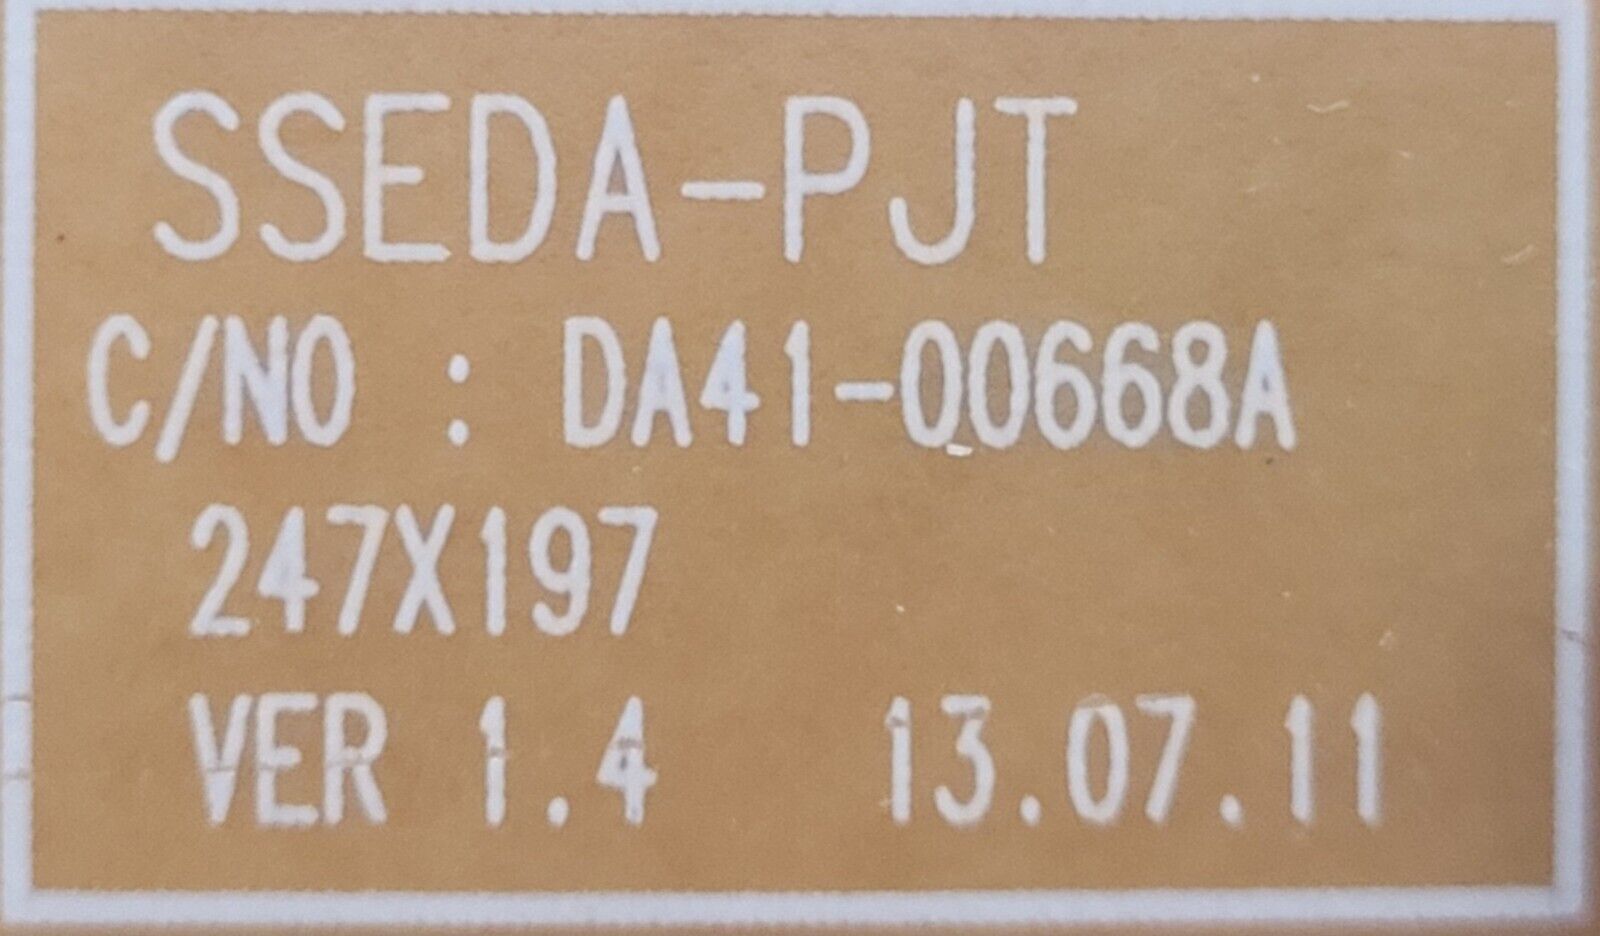 SSEDA-PJT
C/NO : DA41-00668A
247X197
VER 1.4 13.07.11